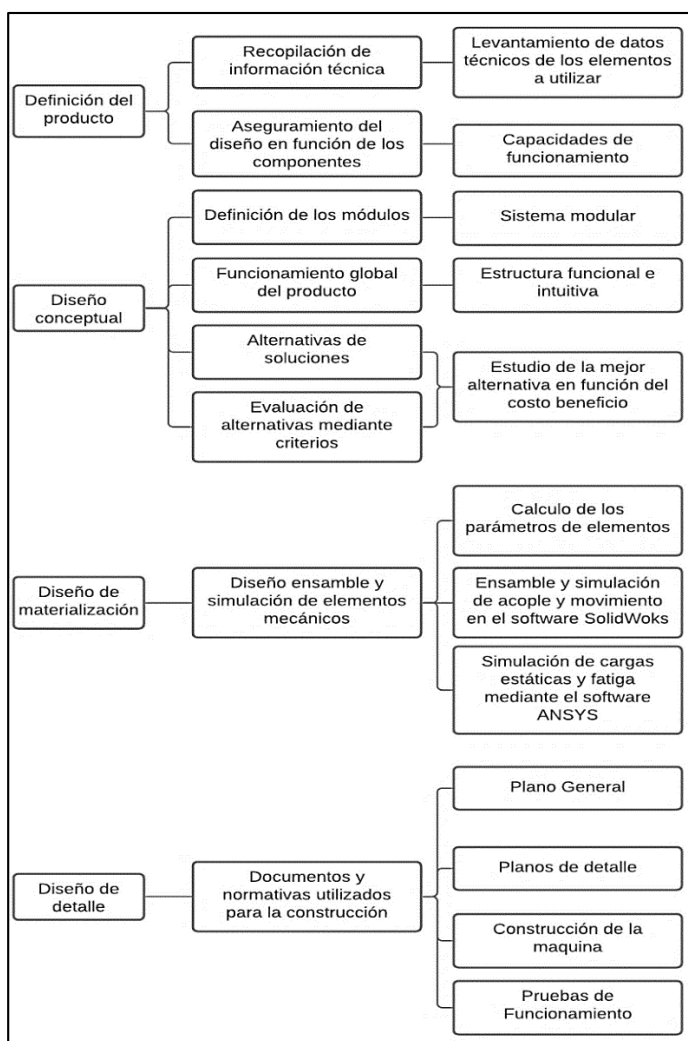 Definición del
producto
Recopilación de
información técnica
Levantamiento de datos
técnicos de los elementos
a utilizar
Aseguramiento del
diseño en función de los
componentes
Capacidades de
funcionamiento
Diseño
conceptual
Definición de los módulos
Sistema modular
Funcionamiento global
del producto
Estructura funcional e
intuitiva
Alternativas de
soluciones
Evaluación de
alternativas mediante
criterios
Estudio de la mejor
alternativa en función del
costo beneficio
Diseño de
materialización
Diseño ensamble y
simulación de elementos
mecánicos
Calculo de los
parámetros de elementos
Ensamble y simulación
de acople y movimiento
en el software SolidWoks
Simulación de cargas
estáticas y fatiga
mediante el software
ANSYS
Diseño de
detalle
Documentos y
normativas utilizados
para la construcción
Plano General
Planos de detalle
Construcción de la
maquina
Pruebas de
Funcionamiento